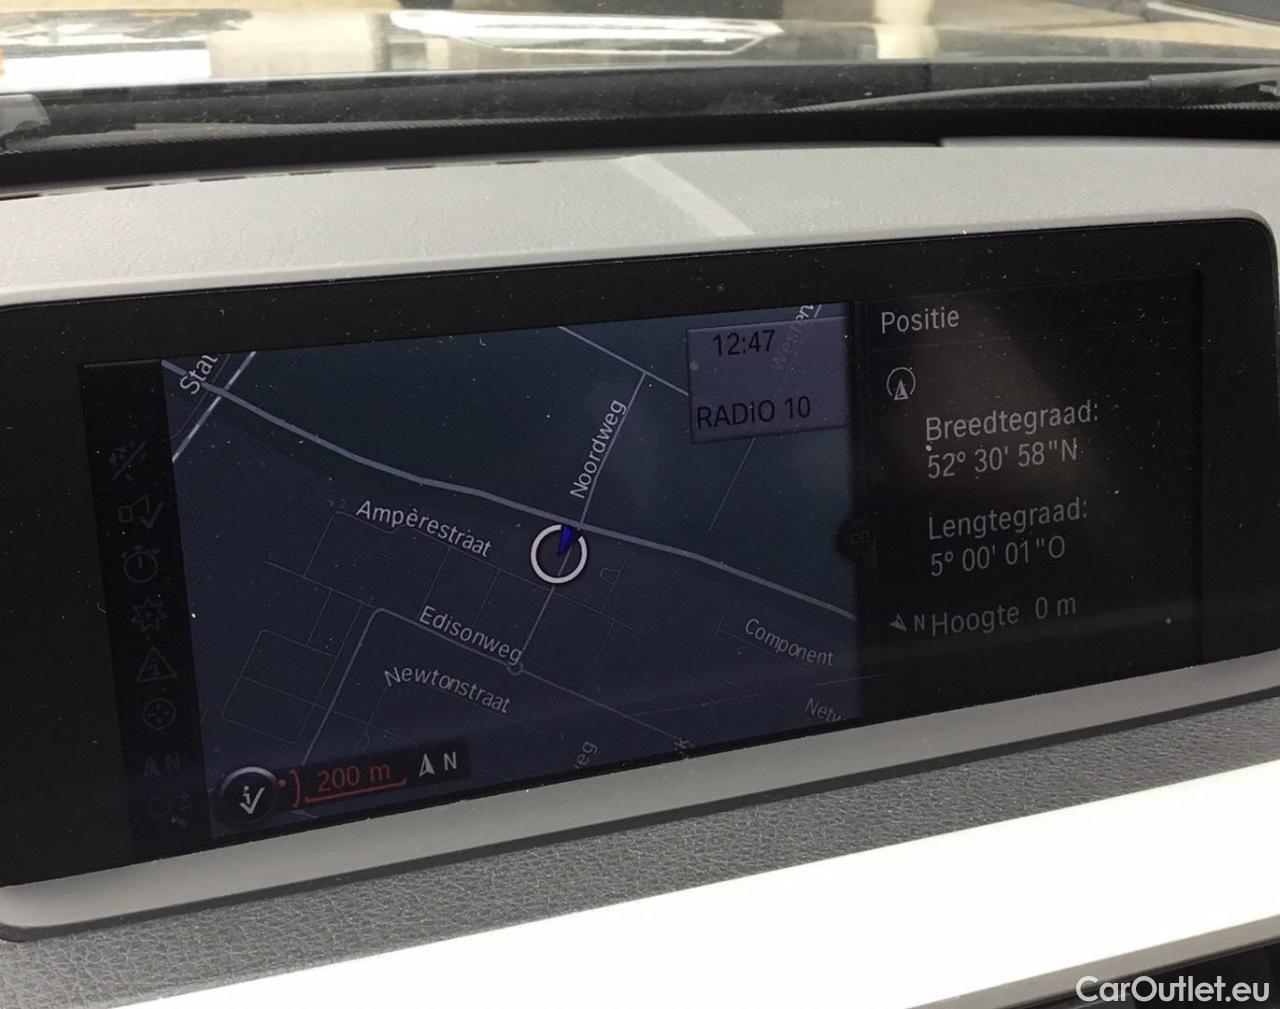 Positie
12:47
RADIO 10
Noordweg
Breedtegraad:
52° 30' 58"N
Ampèrestraat
Lengtegraad:
5° 00' 01"O
N Hoogte 0 m
Edisonweg
Component
Newtonstraat
200 m
N
N
CarOutlet.eu